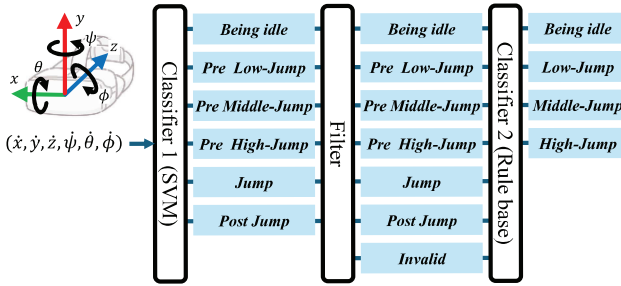 y
ψ
z
θ
x
ϕ
(ẋ, ẏ, ż, ψ̇, θ̇, ϕ̇)
Classifier 1 (SVM)
Being idle
Pre Low-Jump
Pre Middle-Jump
Pre High-Jump
Jump
Post Jump
Filter
Being idle
Pre Low-Jump
Pre Middle-Jump
Pre High-Jump
Jump
Post Jump
Invalid
Classifier 2 (Rule base)
Being idle
Low-Jump
Middle-Jump
High-Jump